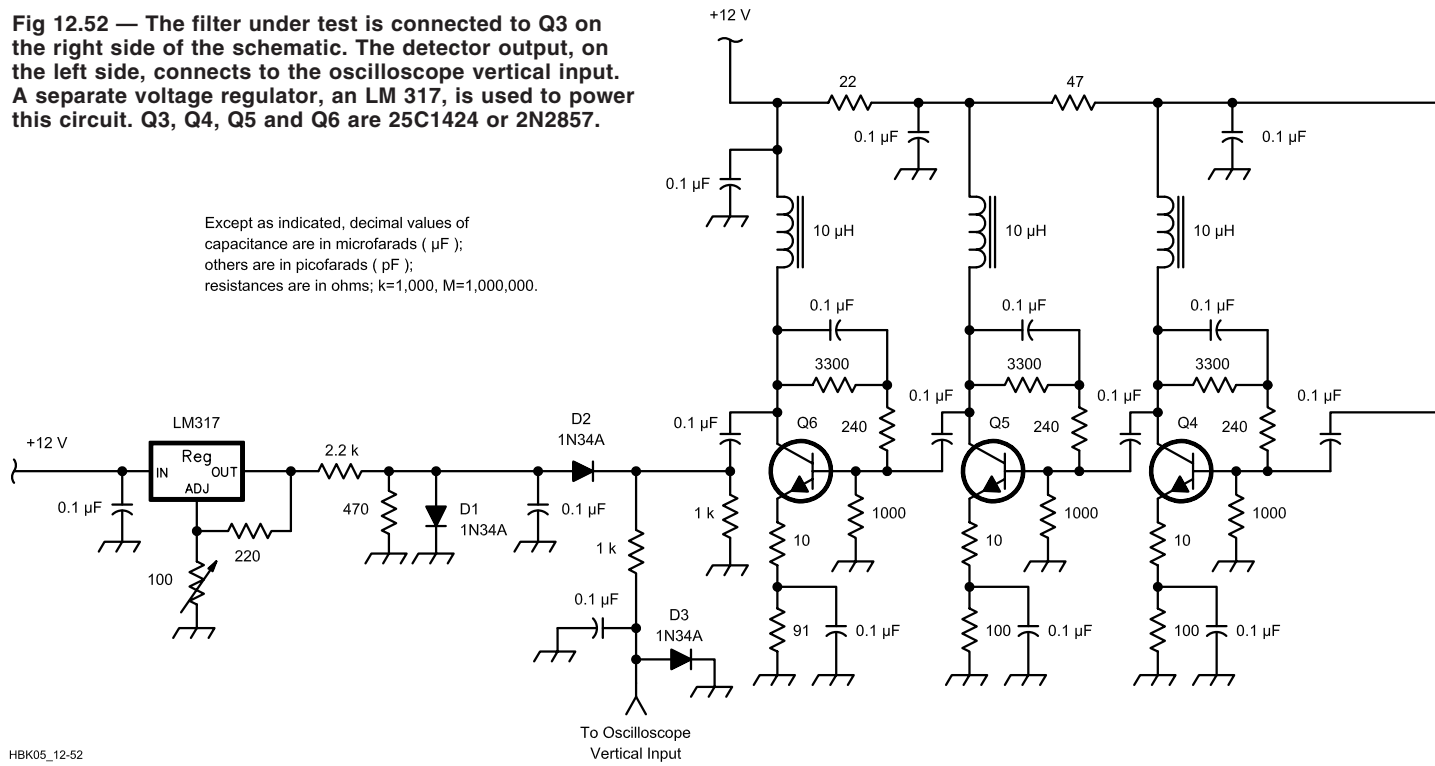 Fig 12.52 — The filter under test is connected to Q3 on
the right side of the schematic. The detector output, on
the left side, connects to the oscilloscope vertical input.
A separate voltage regulator, an LM 317, is used to power
this circuit. Q3, Q4, Q5 and Q6 are 25C1424 or 2N2857.
+12 V
22
47
0.1 µF
0.1 µF
0.1 µF
Except as indicated, decimal values of
capacitance are in microfarads ( µF );
others are in picofarads ( pF );
resistances are in ohms; k=1,000, M=1,000,000.
10 µH
10 µH
10 µH
0.1 µF
0.1 µF
0.1 µF
3300
3300
3300
0.1 µF
0.1 µF
0.1 µF
0.1 µF
Q6
240
Q5
240
Q4
240
+12 V
LM317
Reg
IN
OUT
ADJ
2.2 k
D2
1N34A
0.1 µF
470
D1
1N34A
0.1 µF
1 k
1000
1000
1000
220
100
1 k
10
10
10
0.1 µF
D3
1N34A
91
0.1 µF
100
0.1 µF
100
0.1 µF
To Oscilloscope
Vertical Input
HBK05_12-52